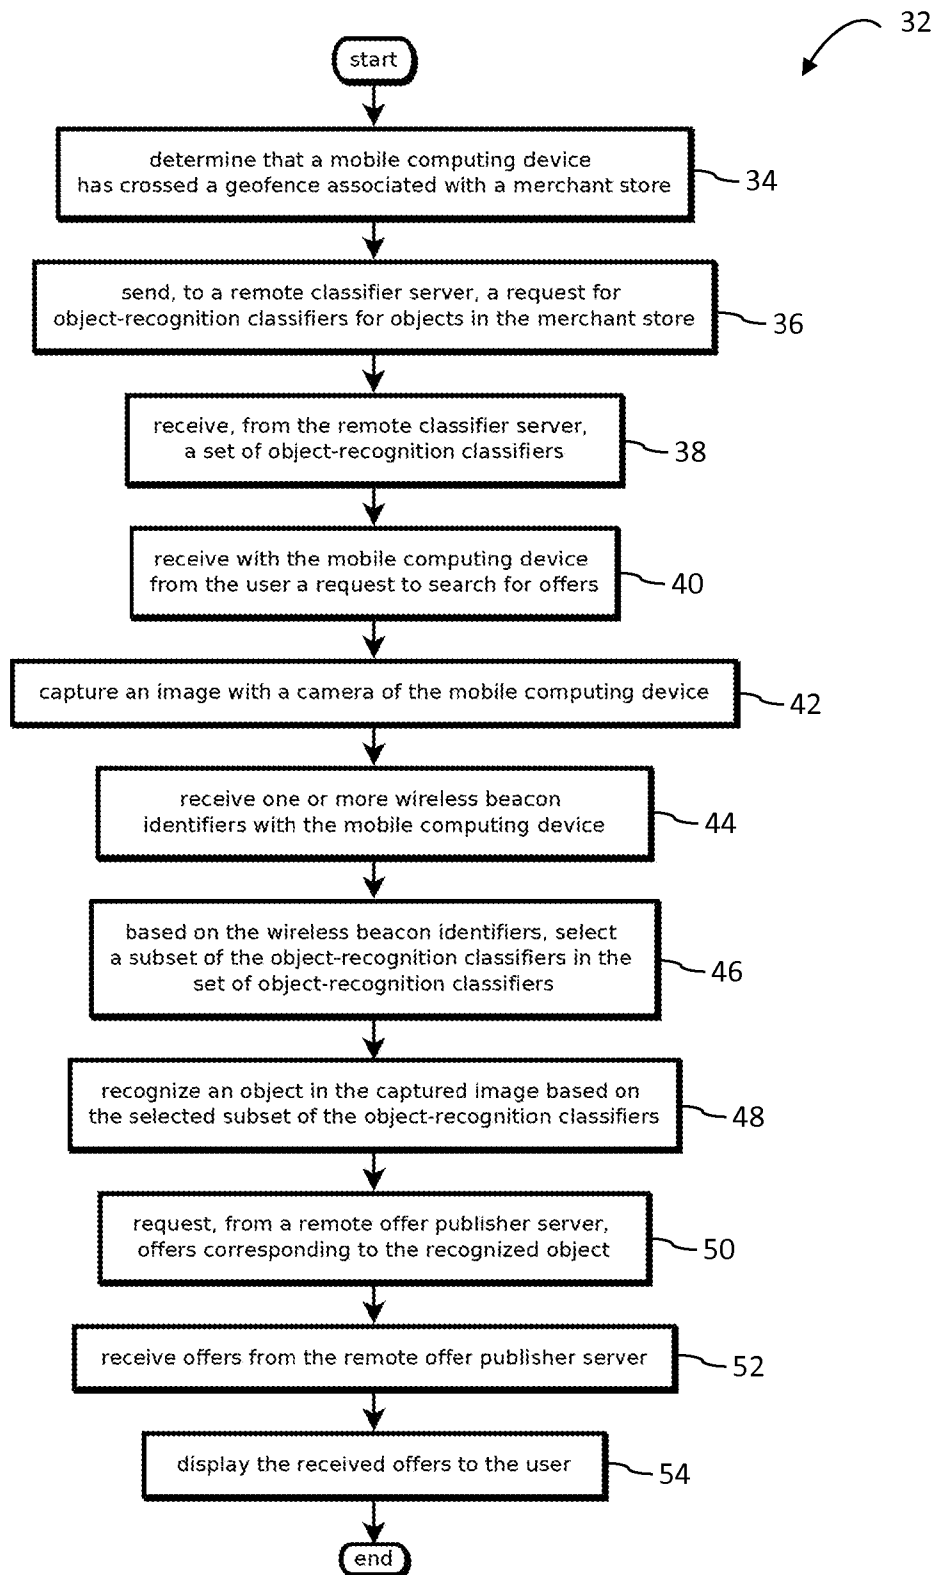 32
start
determine that a mobile computing device
has crossed a geofence associated with a merchant store
34
send, to a remote classifier server, a request for
object-recognition classifiers for objects in the merchant store
36
receive, from the remote classifier server,
a set of object-recognition classifiers
38
receive with the mobile computing device
from the user a request to search for offers
40
capture an image with a camera of the mobile computing device
42
receive one or more wireless beacon
identifiers with the mobile computing device
44
based on the wireless beacon identifiers, select
a subset of the object-recognition classifiers in the
set of object-recognition classifiers
46
recognize an object in the captured image based on
the selected subset of the object-recognition classifiers
48
request, from a remote offer publisher server,
offers corresponding to the recognized object
50
receive offers from the remote offer publisher server
52
display the received offers to the user
54
end